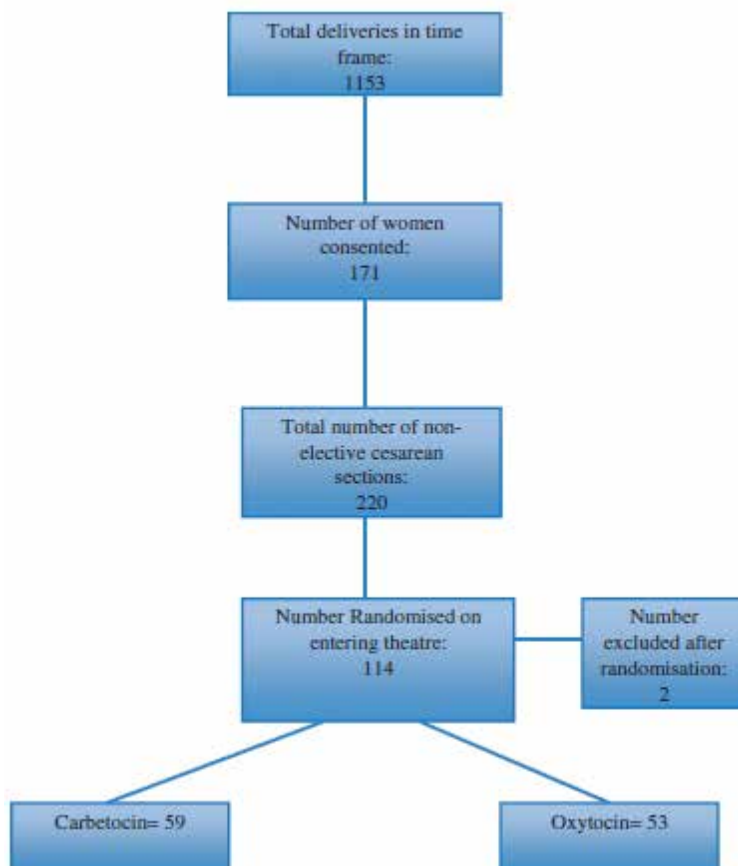 Total deliveries in time
frame:
1153
Number of women
consented:
171
Total number of non-
elective cesarean
sections:
220
Number Randomised on
entering theatre:
114
Number
excluded after
randomisation:
2
Carbetocin= 59
Oxytocin= 53